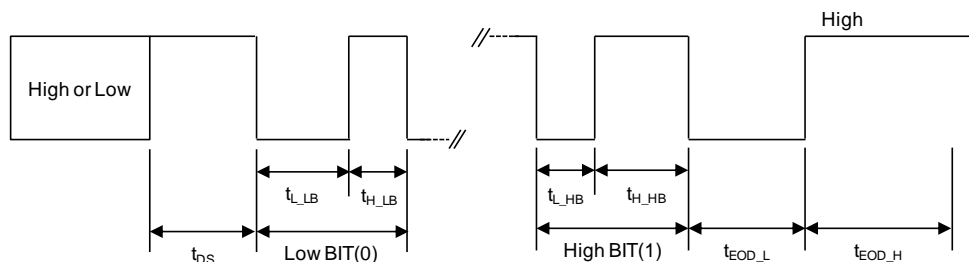 High
High or Low
t_L_LB
t_H_LB
t_L_HB
t_H_HB
t_DS
Low BIT(0)
High BIT(1)
t_EOD_L
t_EOD_H